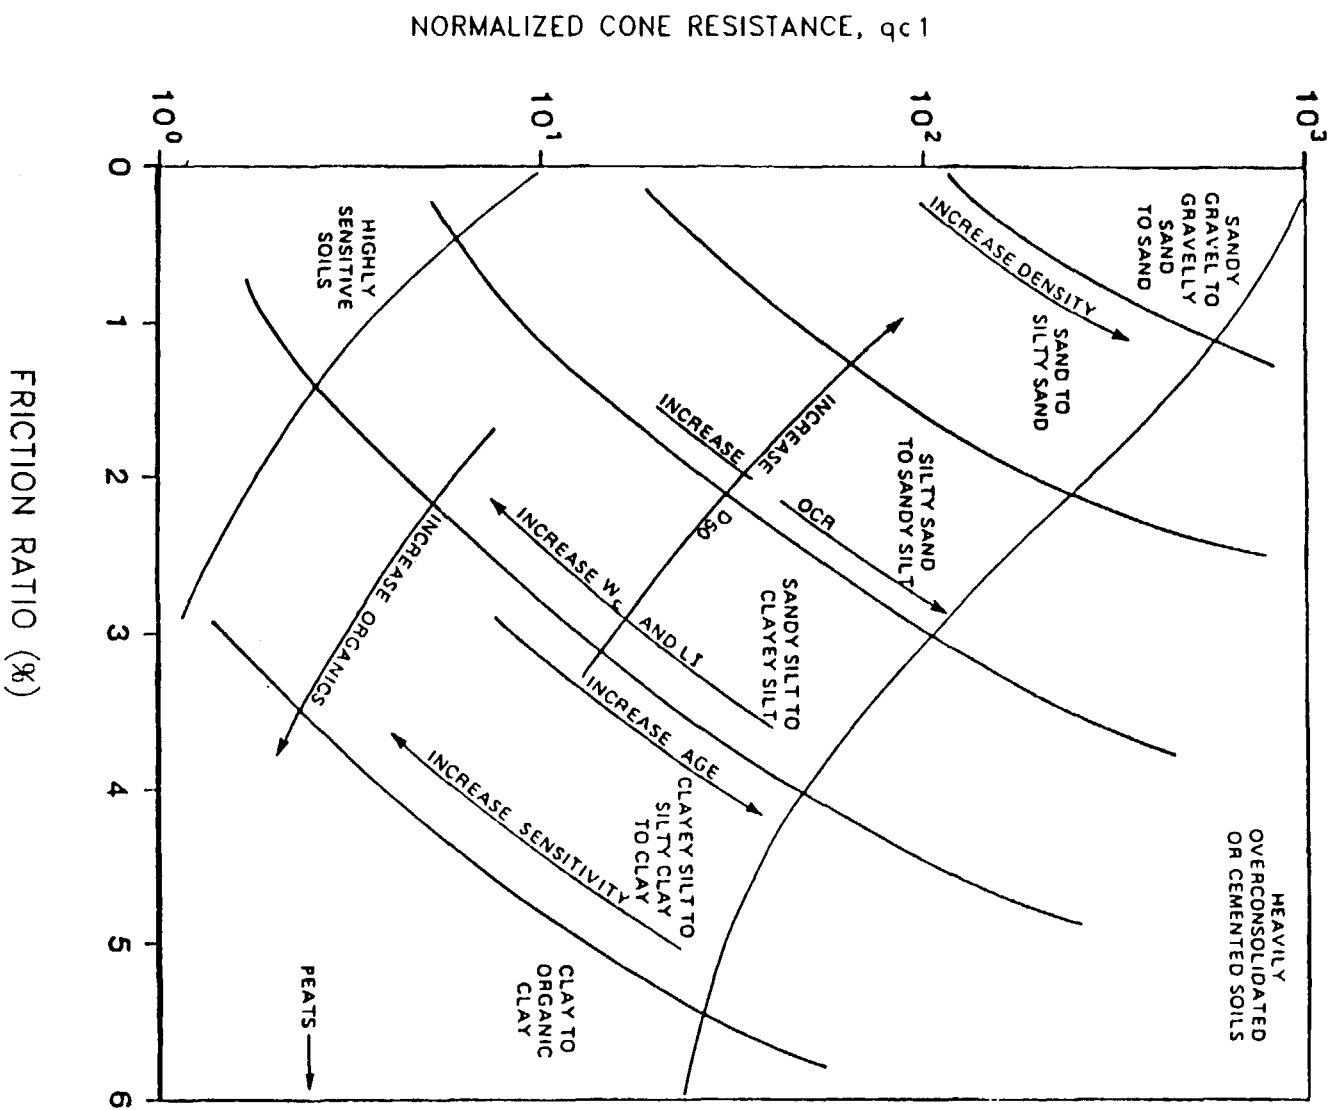 NORMALIZED CONE RESISTANCE, qc1
10⁰
10¹
10²
10³
0
1
2
3
4
5
6
FRICTION RATIO (%)
HIGHLY
SENSITIVE
SOILS
SANDY
GRAVEL TO
GRAVELLY
SAND
TO SAND
INCREASE DENSITY
SAND TO
SILTY SAND
INCREASE
D50
INCREASE
OCR
SILTY SAND
TO SANDY SILT
INCREASE Wc AND LI
SANDY SILT TO
CLAYEY SILT
INCREASE ORGANICS
INCREASE AGE
CLAYEY SILT TO
SILTY CLAY
TO CLAY
INCREASE SENSITIVITY
HEAVILY
OVERCONSOLIDATED
OR CEMENTED SOILS
CLAY TO
ORGANIC
CLAY
PEATS